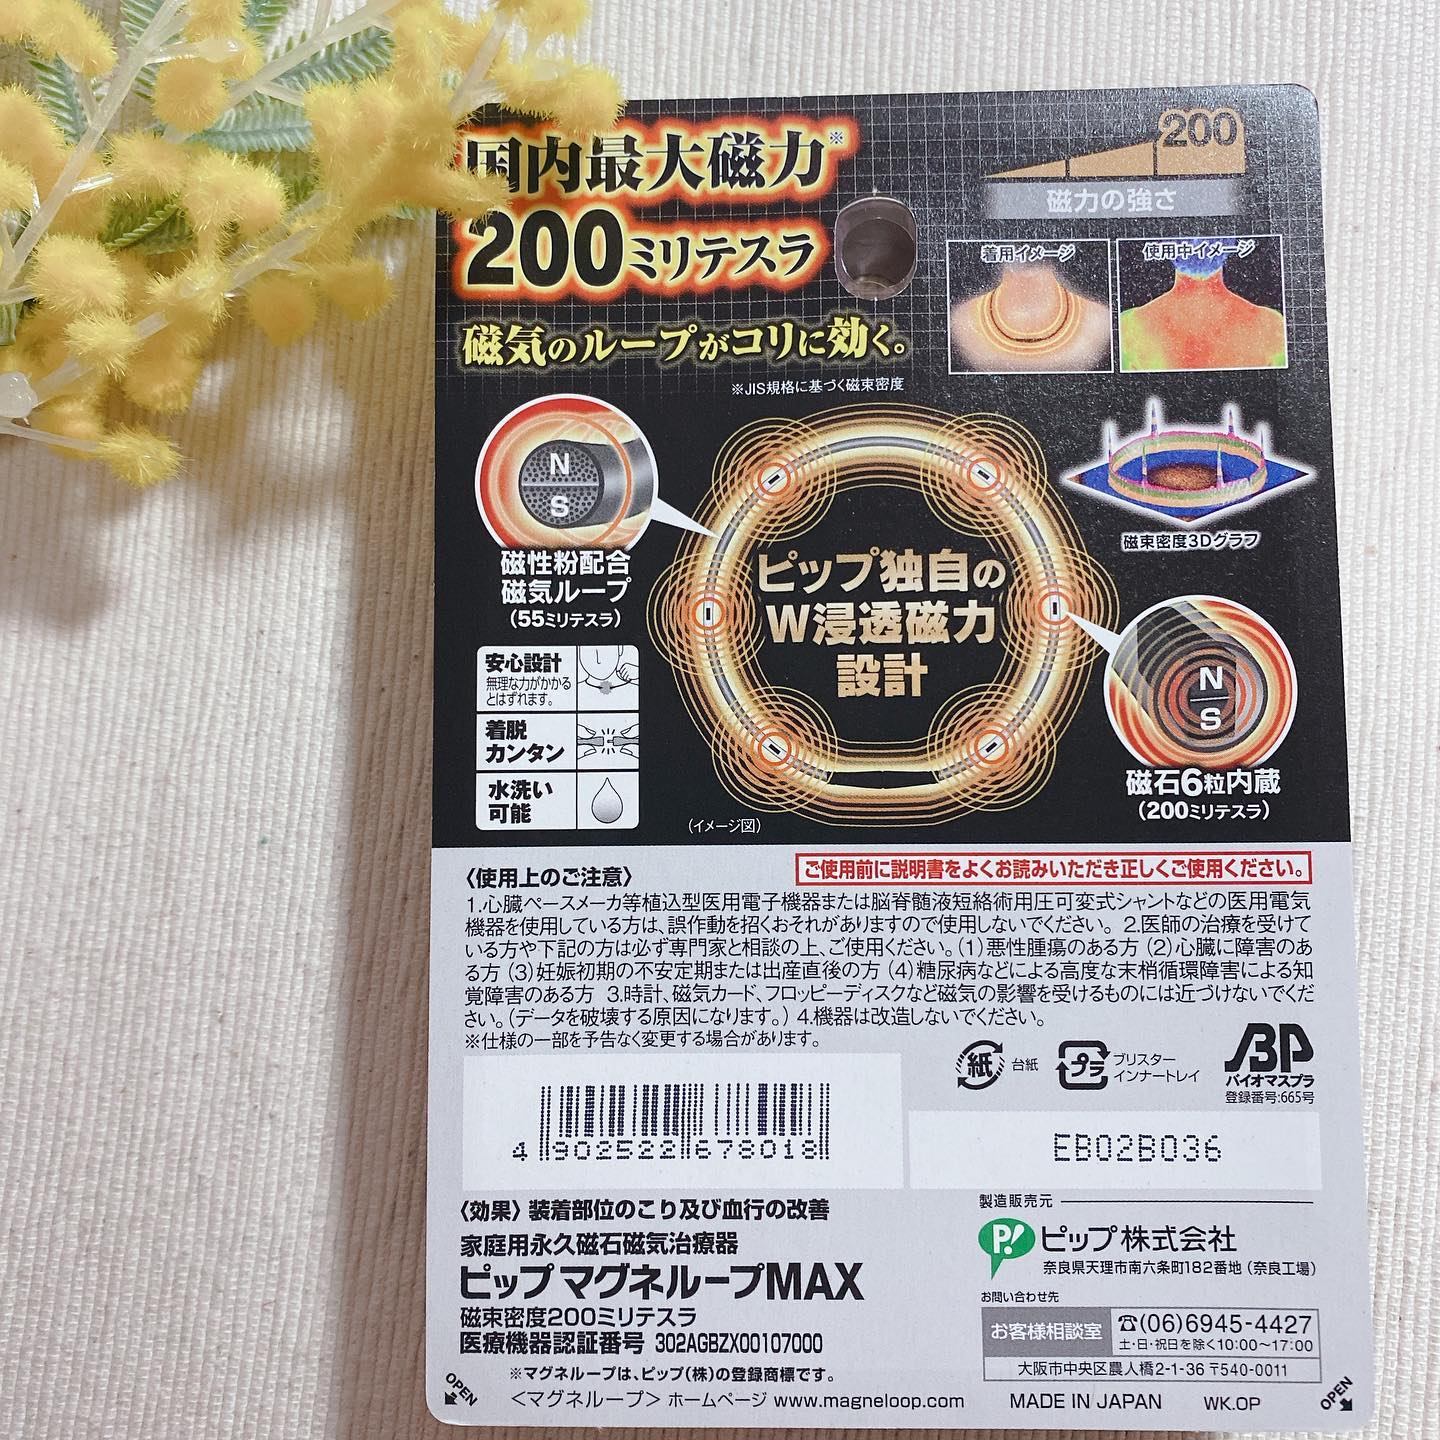 国内最大磁力※
200ミリテスラ
磁気のループがコリに効く。
※JIS規格に基づく磁束密度
200
磁力の強さ
着用イメージ
使用中イメージ
N
S
磁性粉配合
磁気ループ
(55ミリテスラ)
ピップ独自の
W浸透磁力
設計
磁束密度3Dグラフ
N
S
磁石6粒内蔵
(200ミリテスラ)
安心設計
無理な力がかかる
とはずれます。
着脱
カンタン
水洗い
可能
(イメージ図)
〈使用上のご注意〉
ご使用前に説明書をよくお読みいただき正しくご使用ください。
1.心臓ペースメーカ等植込型医用電子機器または脳脊髄液短絡術用圧可変式シャントなどの医用電気
機器を使用している方は、誤作動を招くおそれがありますので使用しないでください。 2.医師の治療を受けて
いる方や下記の方は必ず専門家と相談の上、ご使用ください。(1)悪性腫瘍のある方 (2)心臓に障害のあ
る方 (3)妊娠初期の不安定期または出産直後の方 (4)糖尿病などによる高度な末梢循環障害による知
覚障害のある方 3.時計、磁気カード、フロッピーディスクなど磁気の影響を受けるものには近づけないでくだ
さい。(データを破壊する原因になります。) 4.機器は改造しないでください。
※仕様の一部を予告なく変更する場合があります。
紙
台紙
プラ
ブリスター
インナートレイ
BP
バイオマスプラ
登録番号:665号
4 902522 678018
EB02B036
〈効果〉装着部位のこり及び血行の改善
家庭用永久磁石磁気治療器
ピップ マグネループMAX
磁束密度200ミリテスラ
医療機器認証番号 302AGBZX00107000
※マグネループは、ピップ(株)の登録商標です。
<マグネループ> ホームページ www.magneloop.com
製造販売元
P!
ピップ株式会社
奈良県天理市南六条町182番地 (奈良工場)
お問い合わせ先
お客様相談室
☎(06)6945-4427
土・日・祝日を除く10:00〜17:00
大阪市中央区農人橋2-1-36 〒540-0011
MADE IN JAPAN
WK.OP
OPEN
OPEN